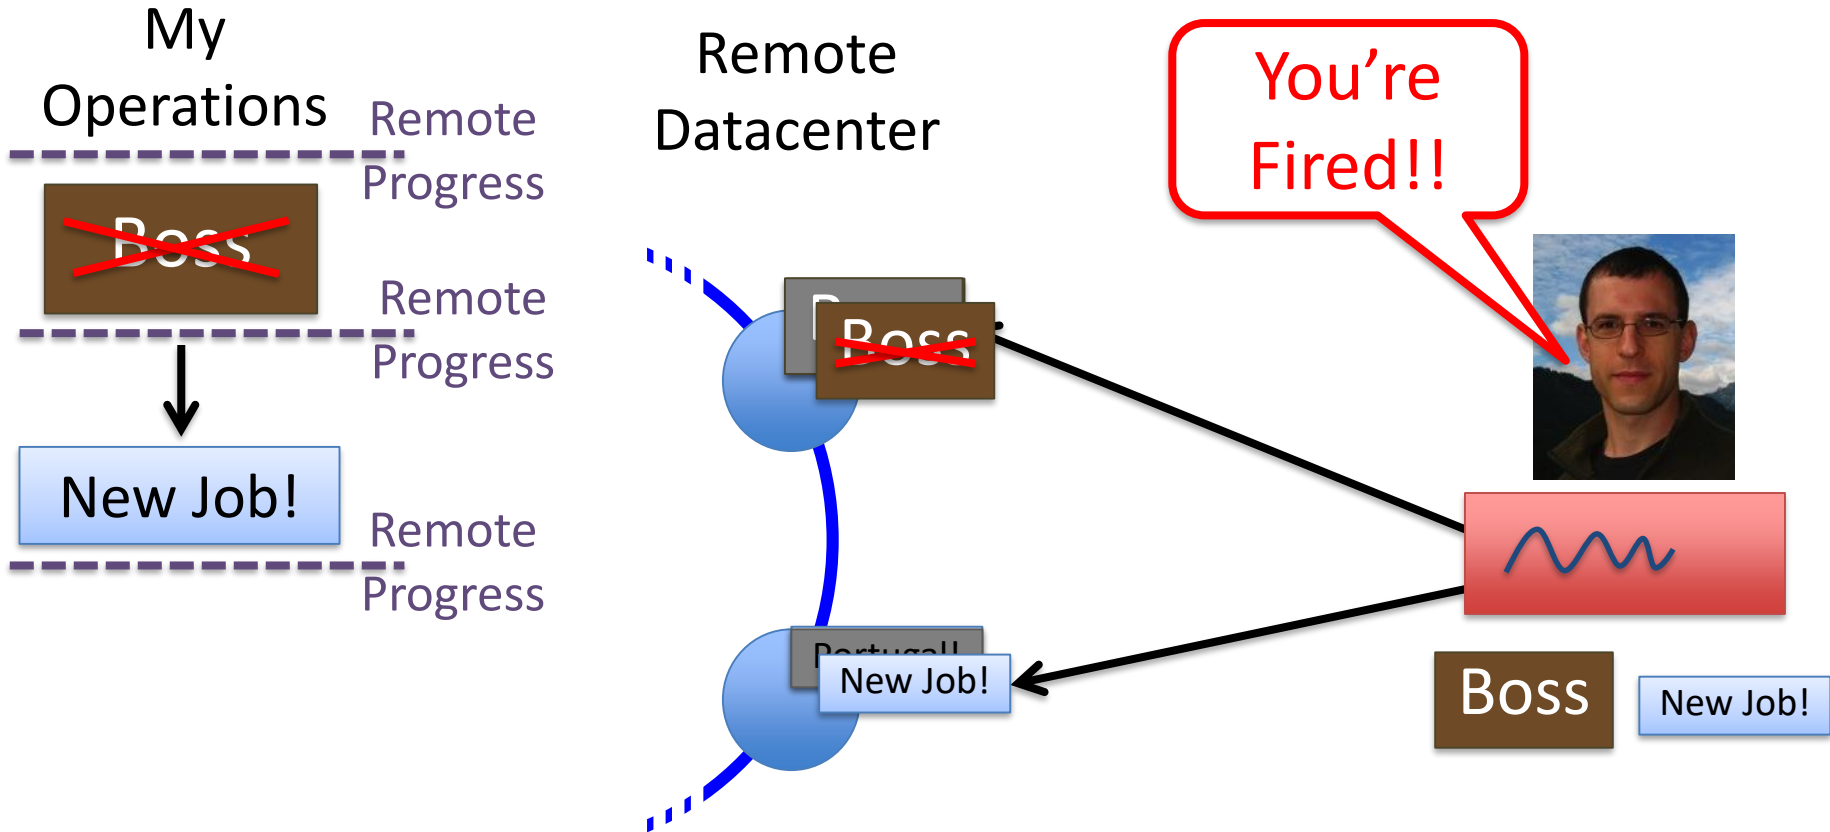 My
Operations
Remote
Progress
Boss
Remote
Progress
New Job!
Remote
Progress
Remote
Datacenter
Boss
Portugal!
New Job!
You’re
Fired!!
Boss
New Job!